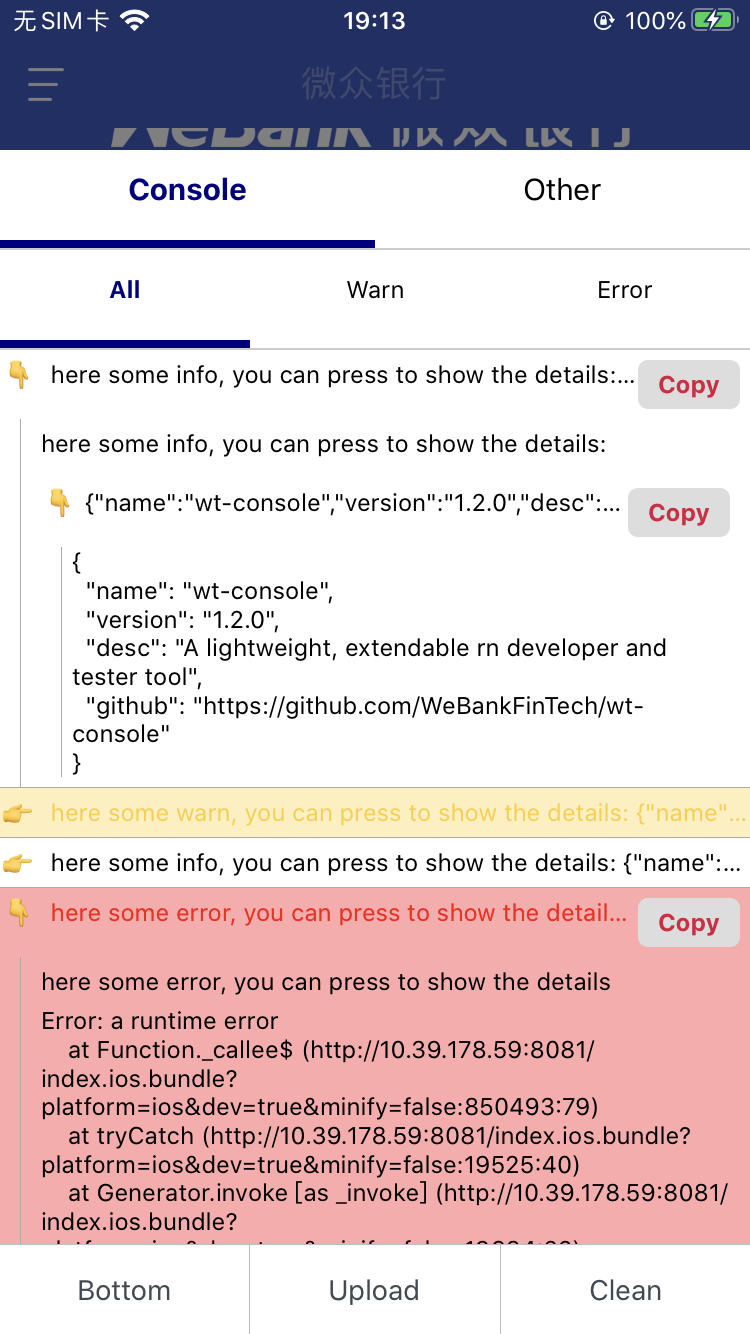 无SIM卡 19:13 100%
微众银行
WeBank 微众银行
Console Other
All Warn Error
here some info, you can press to show the details:... Copy
here some info, you can press to show the details:
{"name":"wt-console","version":"1.2.0","desc":... Copy
{
"name": "wt-console",
"version": "1.2.0",
"desc": "A lightweight, extendable rn developer and
tester tool",
"github": "https://github.com/WeBankFinTech/wt-
console"
}
here some warn, you can press to show the details: {"name"...
here some info, you can press to show the details: {"name":...
here some error, you can press to show the detail... Copy
here some error, you can press to show the details
Error: a runtime error
at Function._callee$ (http://10.39.178.59:8081/
index.ios.bundle?
platform=ios&dev=true&minify=false:850493:79)
at tryCatch (http://10.39.178.59:8081/index.ios.bundle?
platform=ios&dev=true&minify=false:19525:40)
at Generator.invoke [as _invoke] (http://10.39.178.59:8081/
index.ios.bundle?
Bottom Upload Clean